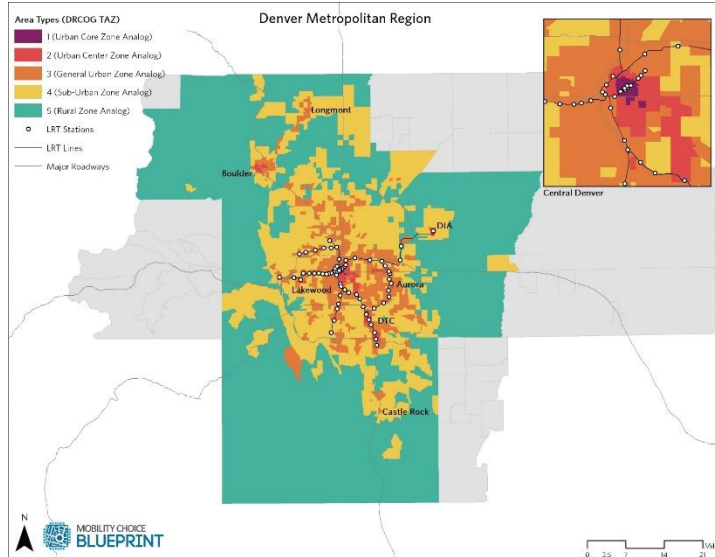 Denver Metropolitan Region
Area Types (DRCOG TAZ)
1 (Urban Core Zone Analog)
2 (Urban Center Zone Analog)
3 (General Urban Zone Analog)
4 (Sub-Urban Zone Analog)
5 (Rural Zone Analog)
LRT Stations
LRT Lines
Major Roadways
Central Denver
Longmont
Boulder
DIA
Lakewood
Aurora
DTC
Castle Rock
N
MOBILITY CHOICE
BLUEPRINT
0 3.5 7 14 21